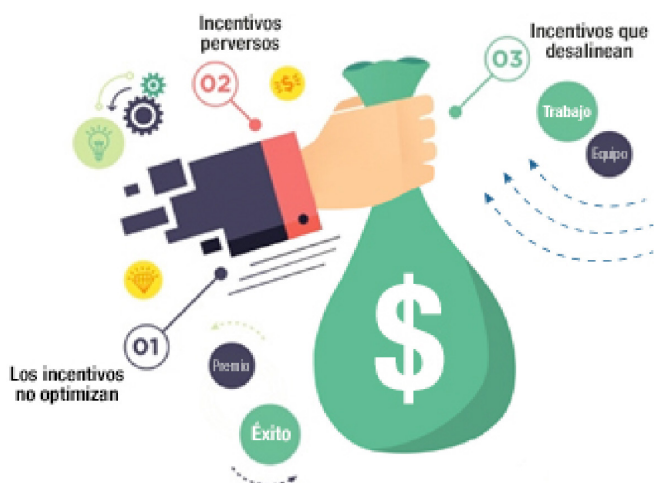 Incentivos
perversos
02
$
Incentivos que
desalinean
03
Trabajo
Equipo
$
01
Los incentivos
no optimizan
Premio
Éxito